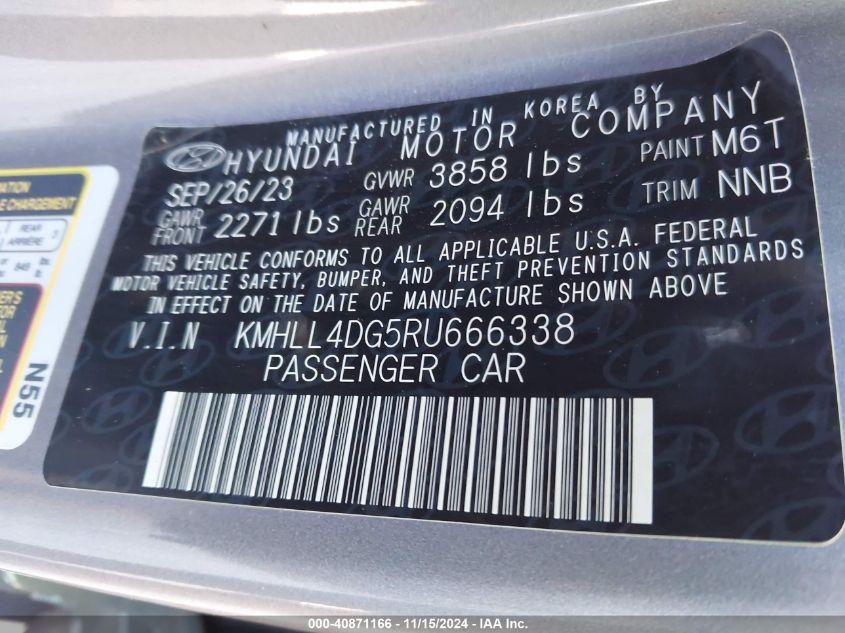 MANUFACTURED IN KOREA BY
HYUNDAI MOTOR COMPANY
SEP/26/23 GVWR 3858 lbs PAINT M6T
GAWR FRONT 2271 lbs GAWR REAR 2094 lbs TRIM NNB
THIS VEHICLE CONFORMS TO ALL APPLICABLE U.S.A. FEDERAL
MOTOR VEHICLE SAFETY, BUMPER, AND THEFT PREVENTION STANDARDS
IN EFFECT ON THE DATE OF MANUFACTURE SHOWN ABOVE
V.I.N KMHLL4DG5RU666338
PASSENGER CAR
REAR
ARRIÈRE
N55
000-40871166 - 11/15/2024 - IAA Inc.